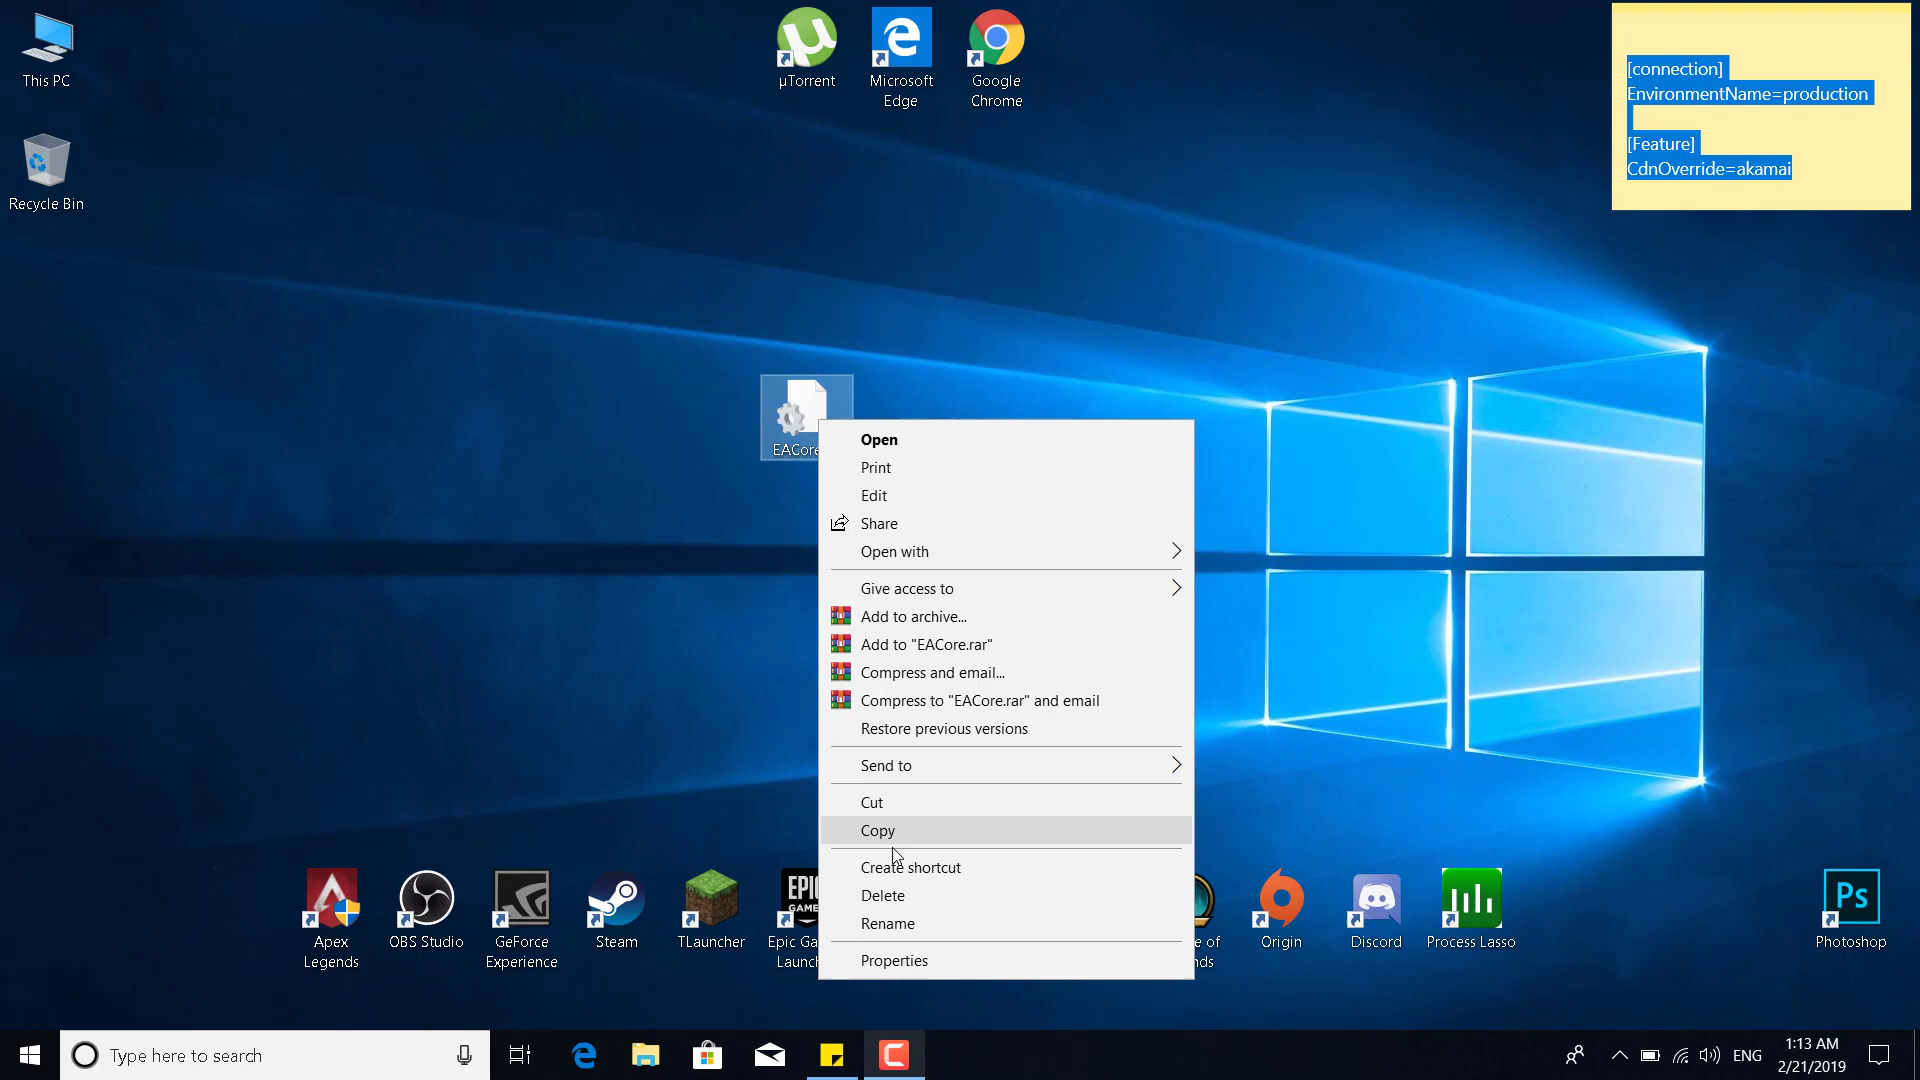 This PC
Recycle Bin
µTorrent
Microsoft
Edge
Google
Chrome
[connection]
EnvironmentName=production
[Feature]
CdnOverride=akamai
EACore
Open
Print
Edit
Share
Open with
Give access to
Add to archive...
Add to "EACore.rar"
Compress and email...
Compress to "EACore.rar" and email
Restore previous versions
Send to
Cut
Copy
Create shortcut
Delete
Rename
Properties
Apex
Legends
OBS Studio
GeForce
Experience
Steam
TLauncher
EPIC
GAMES
Epic Ga
Launch
e of
nds
Origin
Discord
Process Lasso
Ps
Photoshop
Type here to search
ENG
1:13 AM
2/21/2019